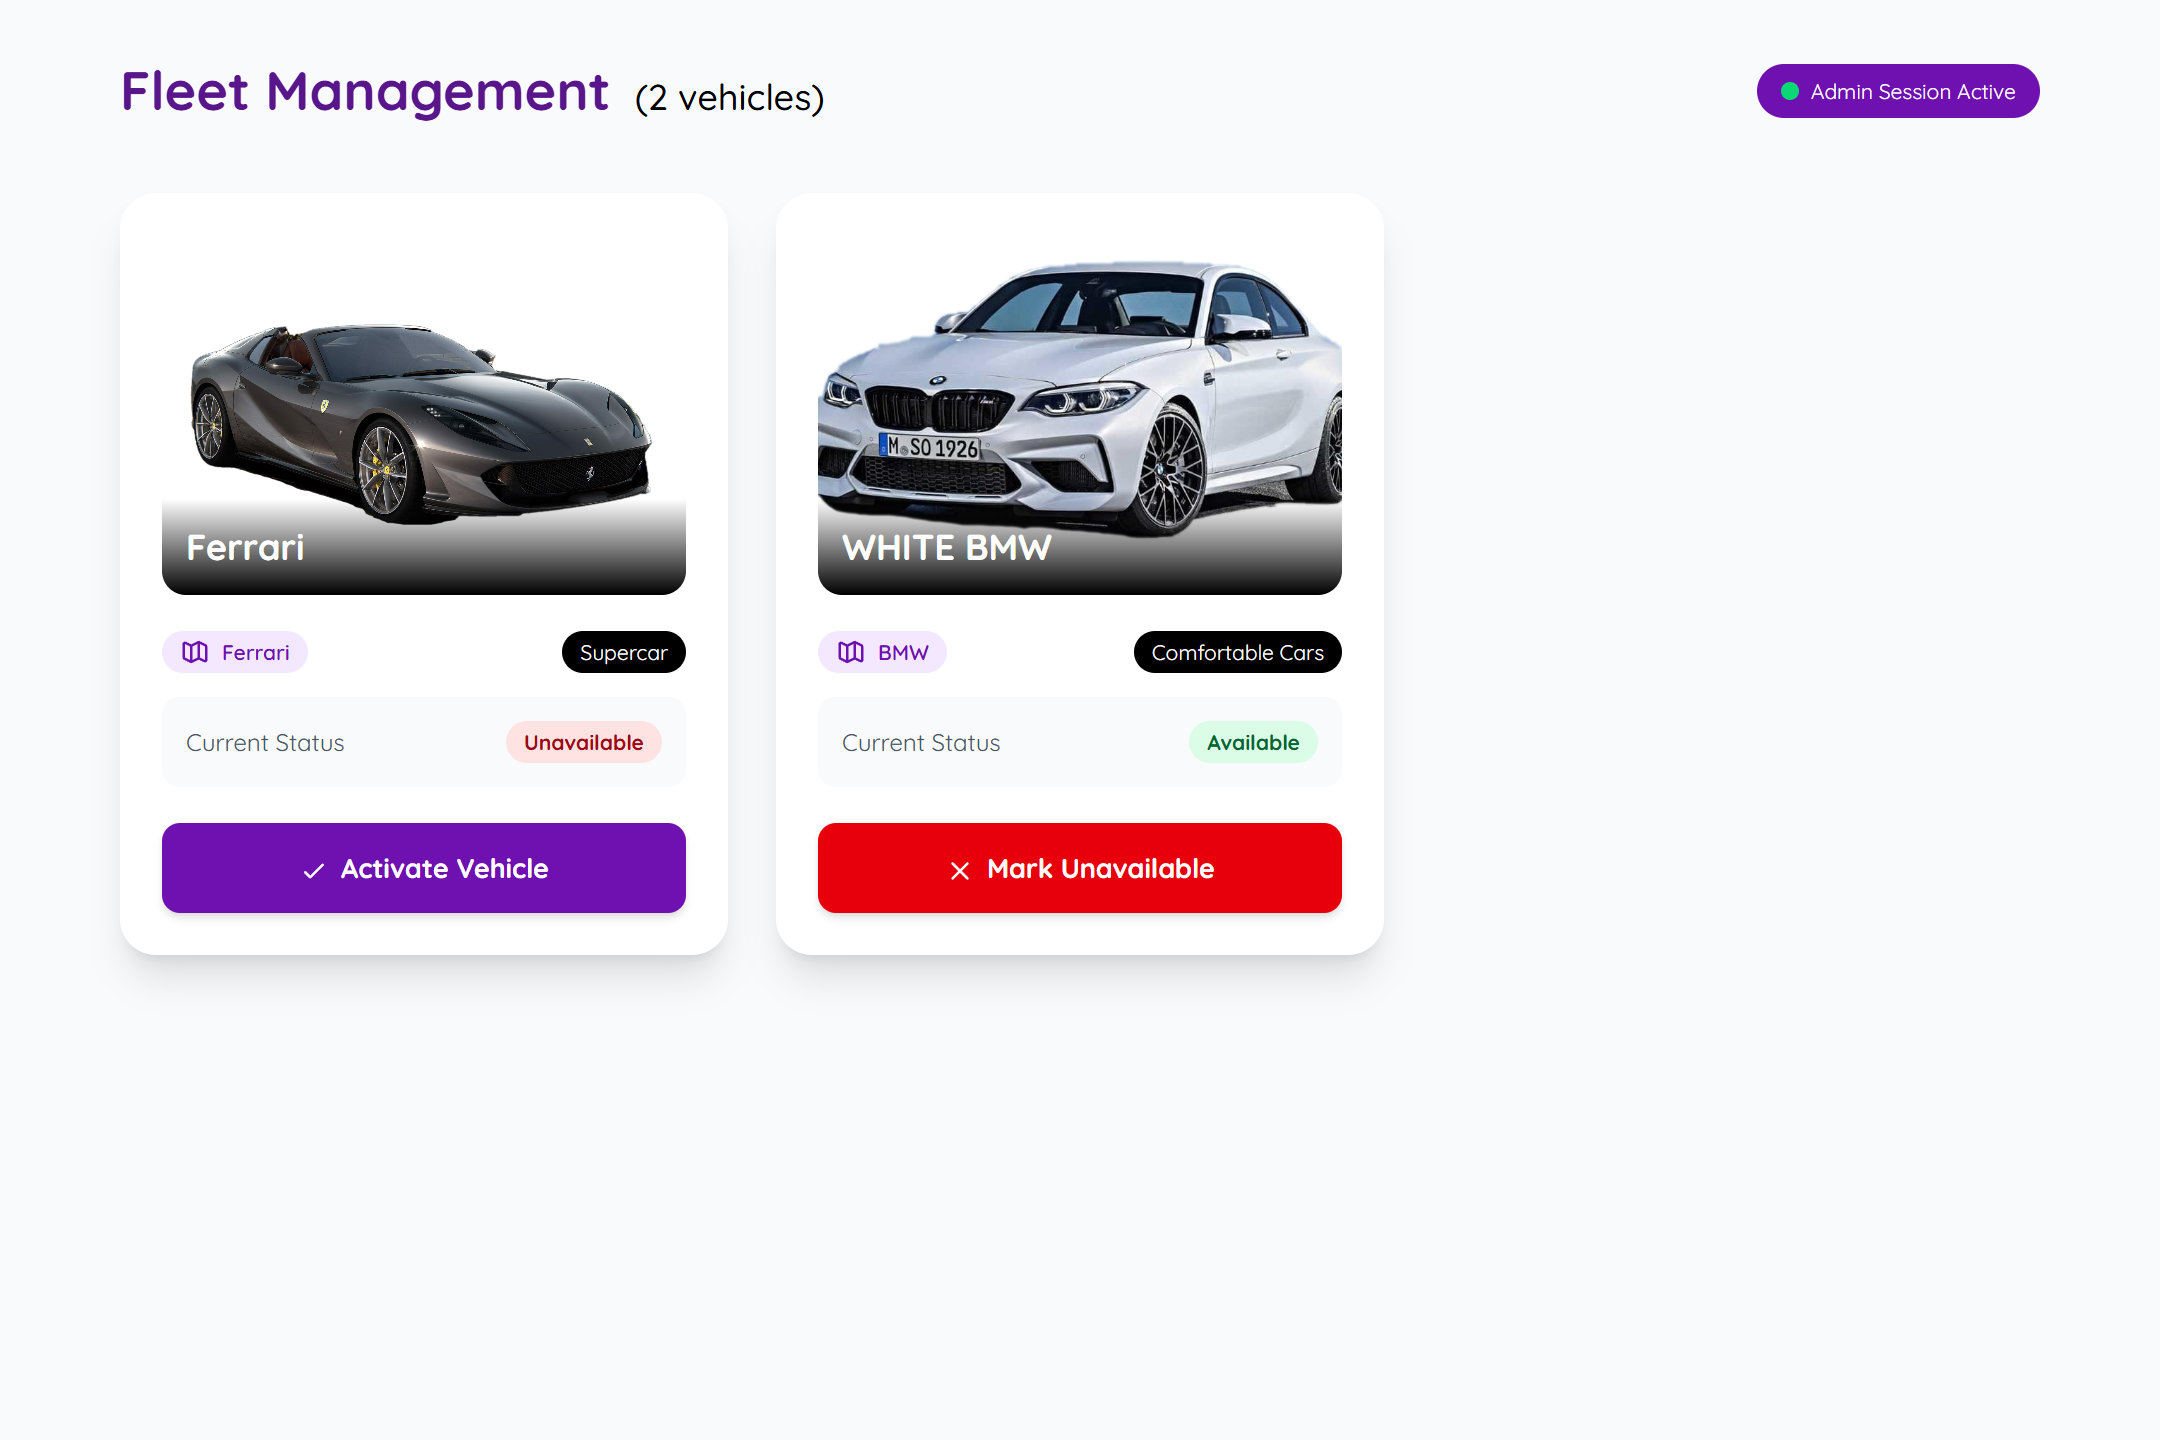 Fleet Management (2 vehicles)
Admin Session Active
M SO 1926
Ferrari
WHITE BMW
Ferrari
Supercar
BMW
Comfortable Cars
Current Status
Unavailable
Current Status
Available
Activate Vehicle
Mark Unavailable